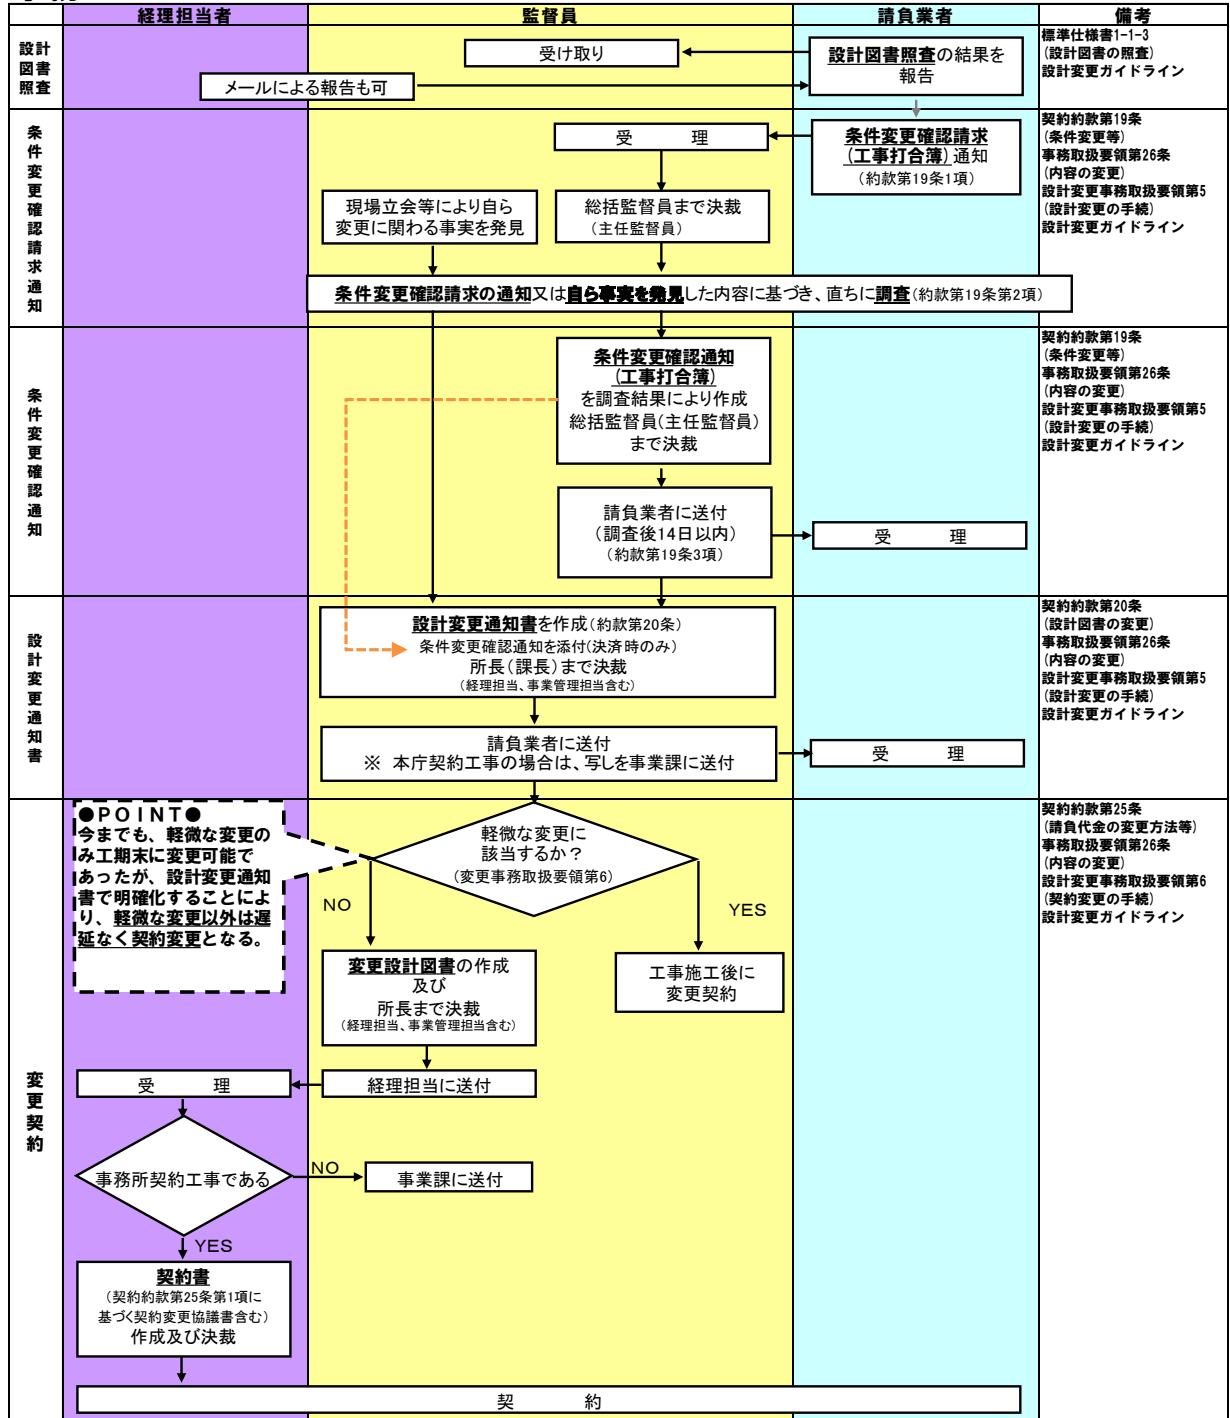 経理担当者 監督員 請負業者 備考
設計
図書
照査
受け取り
設計図書照査の結果を
報告
メールによる報告も可
標準仕様書1-1-3
(設計図書の照査)
設計変更ガイドライン
条件変更確認請求通知
受　理
条件変更確認請求
(工事打合簿)通知
(約款第19条1項)
現場立会等により自ら
変更に関わる事実を発見
総括監督員まで決裁
(主任監督員)
条件変更確認請求の通知又は自ら事実を発見した内容に基づき、直ちに調査(約款第19条第2項)
契約約款第19条
(条件変更等)
事務取扱要領第26条
(内容の変更)
設計変更事務取扱要領第5
(設計変更の手続)
設計変更ガイドライン
条件変更確認通知
条件変更確認通知
(工事打合簿)
を調査結果により作成
総括監督員(主任監督員)
まで決裁
請負業者に送付
(調査後14日以内)
(約款第19条3項)
受　理
契約約款第19条
(条件変更等)
事務取扱要領第26条
(内容の変更)
設計変更事務取扱要領第5
(設計変更の手続)
設計変更ガイドライン
設計変更通知書
設計変更通知書を作成(約款第20条)
条件変更確認通知を添付(決済時のみ)
所長(課長)まで決裁
(経理担当、事業管理担当含む)
請負業者に送付
※ 本庁契約工事の場合は、写しを事業課に送付
受　理
契約約款第20条
(設計図書の変更)
事務取扱要領第26条
(内容の変更)
設計変更事務取扱要領第5
(設計変更の手続)
設計変更ガイドライン
変更契約
●POINT●
今までも、軽微な変更の
み工期末に変更可能で
あったが、設計変更通知
書で明確化することによ
り、軽微な変更以外は遅
延なく契約変更となる。
軽微な変更に
該当するか？
(変更事務取扱要領第6)
NO
YES
変更設計図書の作成
及び
所長まで決裁
(経理担当、事業管理担当含む)
工事施工後に
変更契約
経理担当に送付
受　理
事務所契約工事である
NO
事業課に送付
YES
契約書
(契約約款第25条第1項に
基づく契約変更協議書含む)
作成及び決裁
契　約
契約約款第25条
(請負代金の変更方法等)
事務取扱要領第26条
(内容の変更)
設計変更事務取扱要領第6
(契約変更の手続)
設計変更ガイドライン